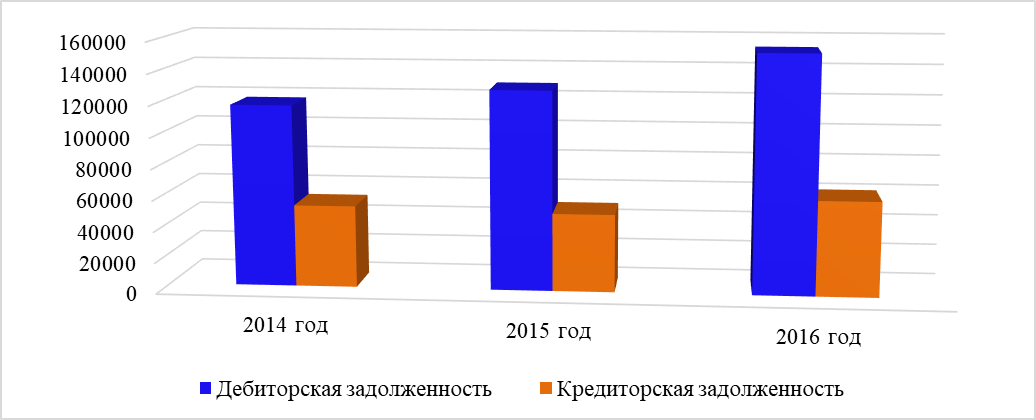 160000
140000
120000
100000
80000
60000
40000
20000
0
2014 год
2015 год
2016 год
Дебиторская задолженность
Кредиторская задолженность